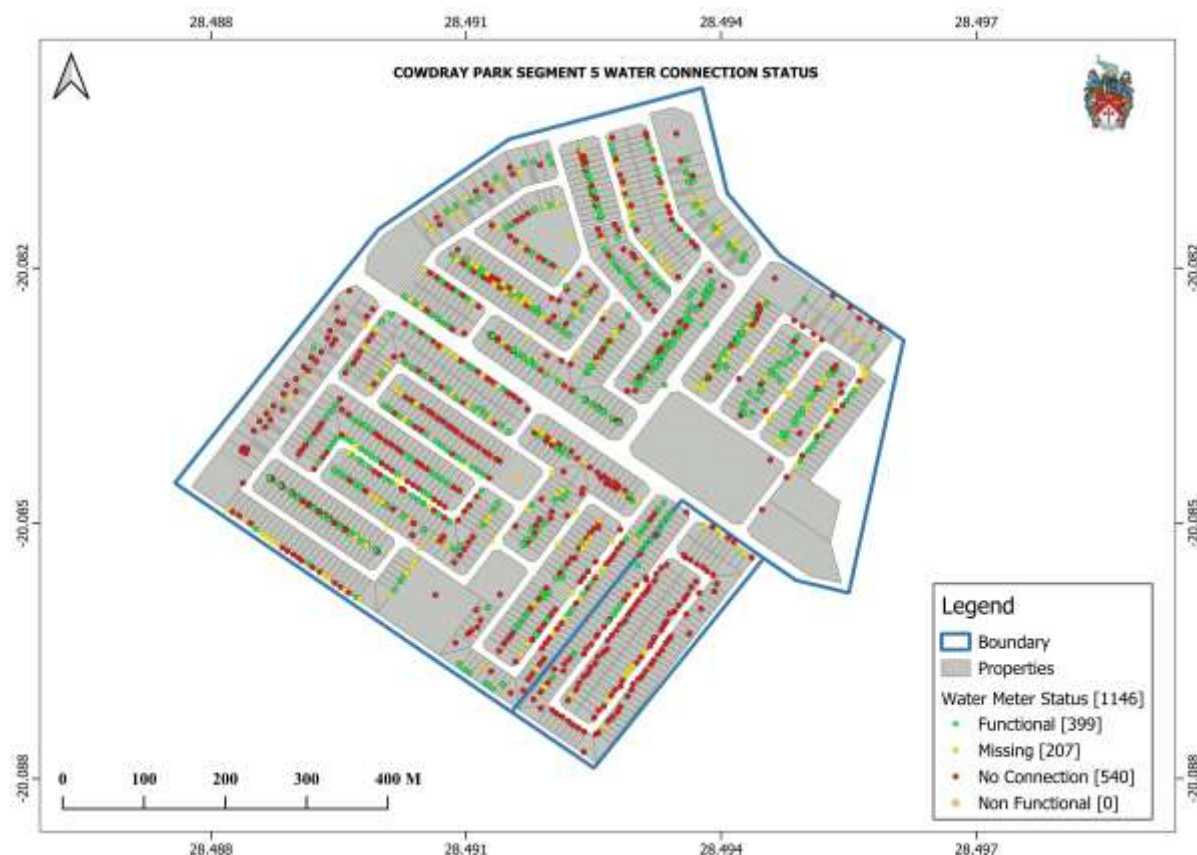 28.488 28.491 28.494 28.497
COWDRAY PARK SEGMENT 5 WATER CONNECTION STATUS
-20.082 -20.082
-20.085 -20.085
Legend
Boundary
Properties
Water Meter Status [1146]
Functional [399]
Missing [207]
No Connection [540]
Non Functional [0]
0 100 200 300 400 M
-20.088 -20.088
28.488 28.491 28.494 28.497